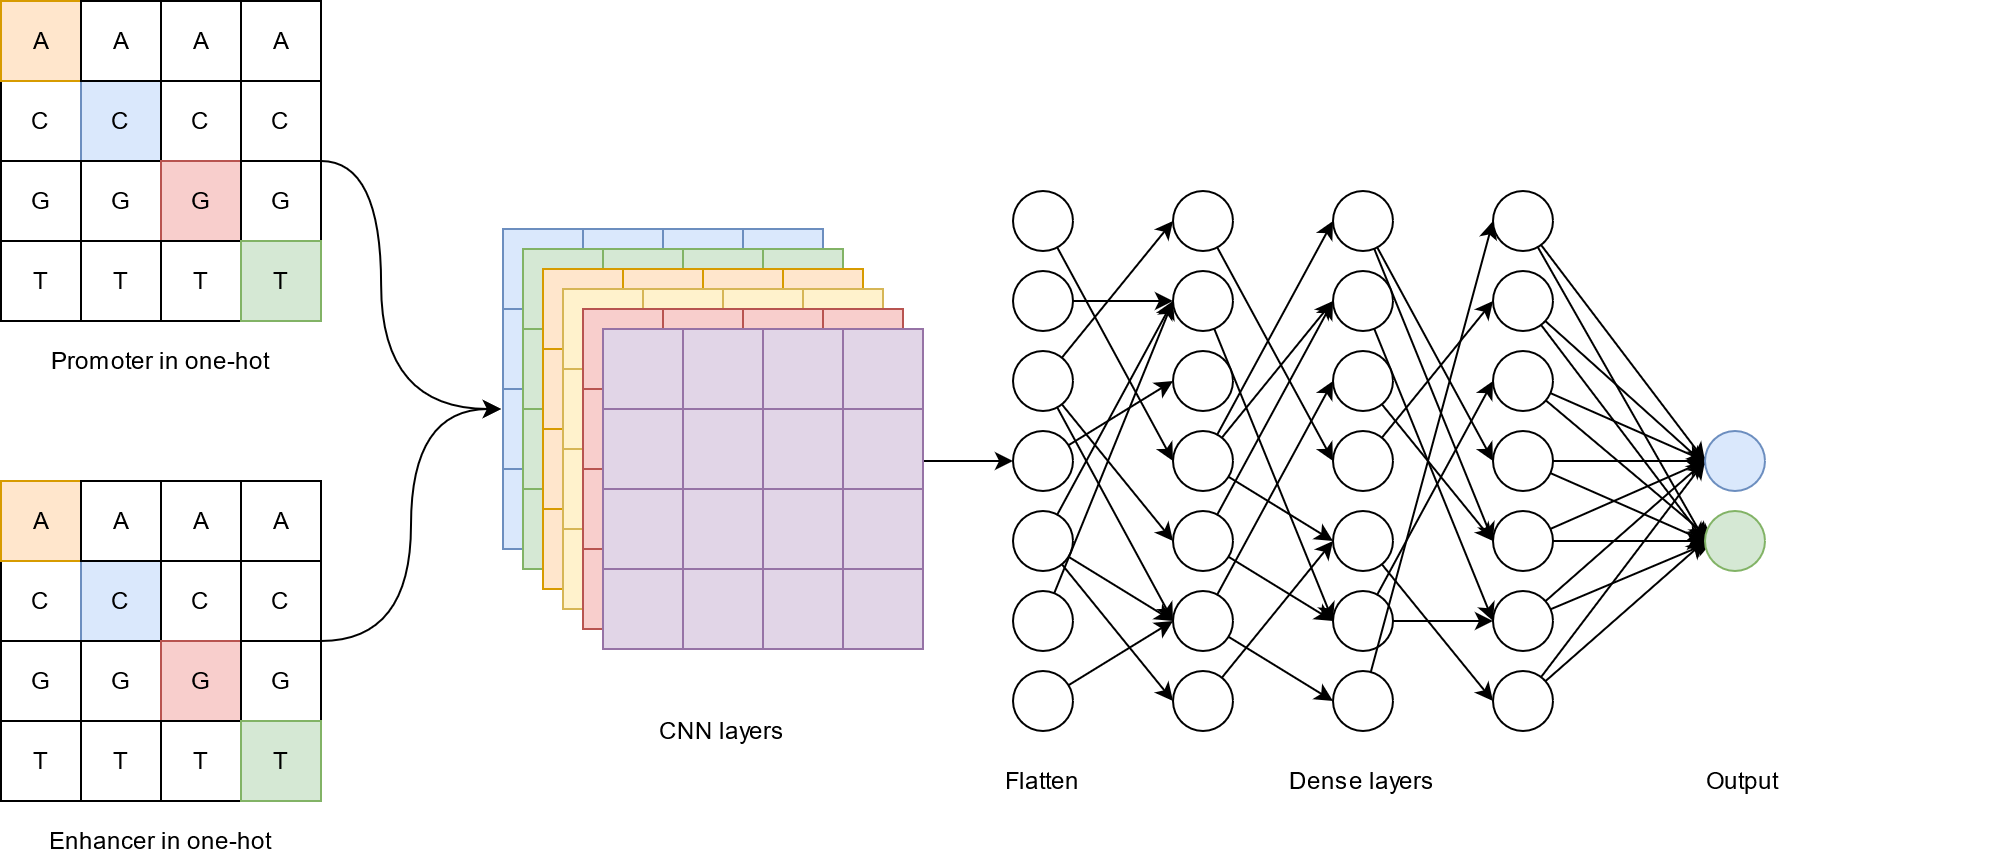 A A A A
C C C C
G G G G
T T T T
Promoter in one-hot
A A A A
C C C C
G G G G
T T T T
Enhancer in one-hot
CNN layers
Flatten
Dense layers
Output